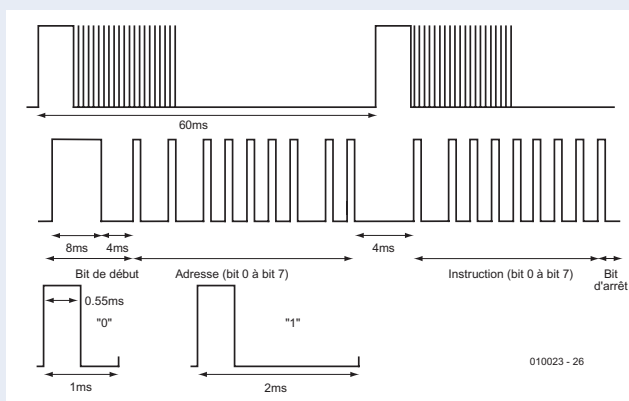 60ms
8ms 4ms 4ms
Bit de début Adresse (bit 0 à bit 7) Instruction (bit 0 à bit 7) Bit
d'arrêt
0.55ms
"0" "1"
010023 - 26
1ms 2ms